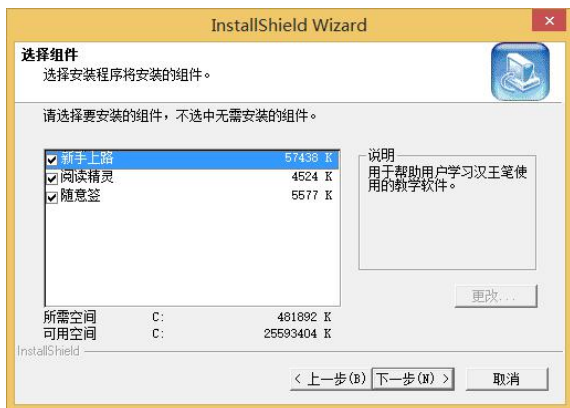 InstallShield Wizard
选择组件
选择安装程序将安装的组件。
请选择要安装的组件，不选中无需安装的组件。
新手上路 57438 K
阅读精灵 4524 K
随意签 5577 K
说明
用于帮助用户学习汉王笔使
用的教学软件。
更改...
所需空间 C: 481892 K
可用空间 C: 25593404 K
InstallShield
< 上一步(B) 下一步(N) > 取消